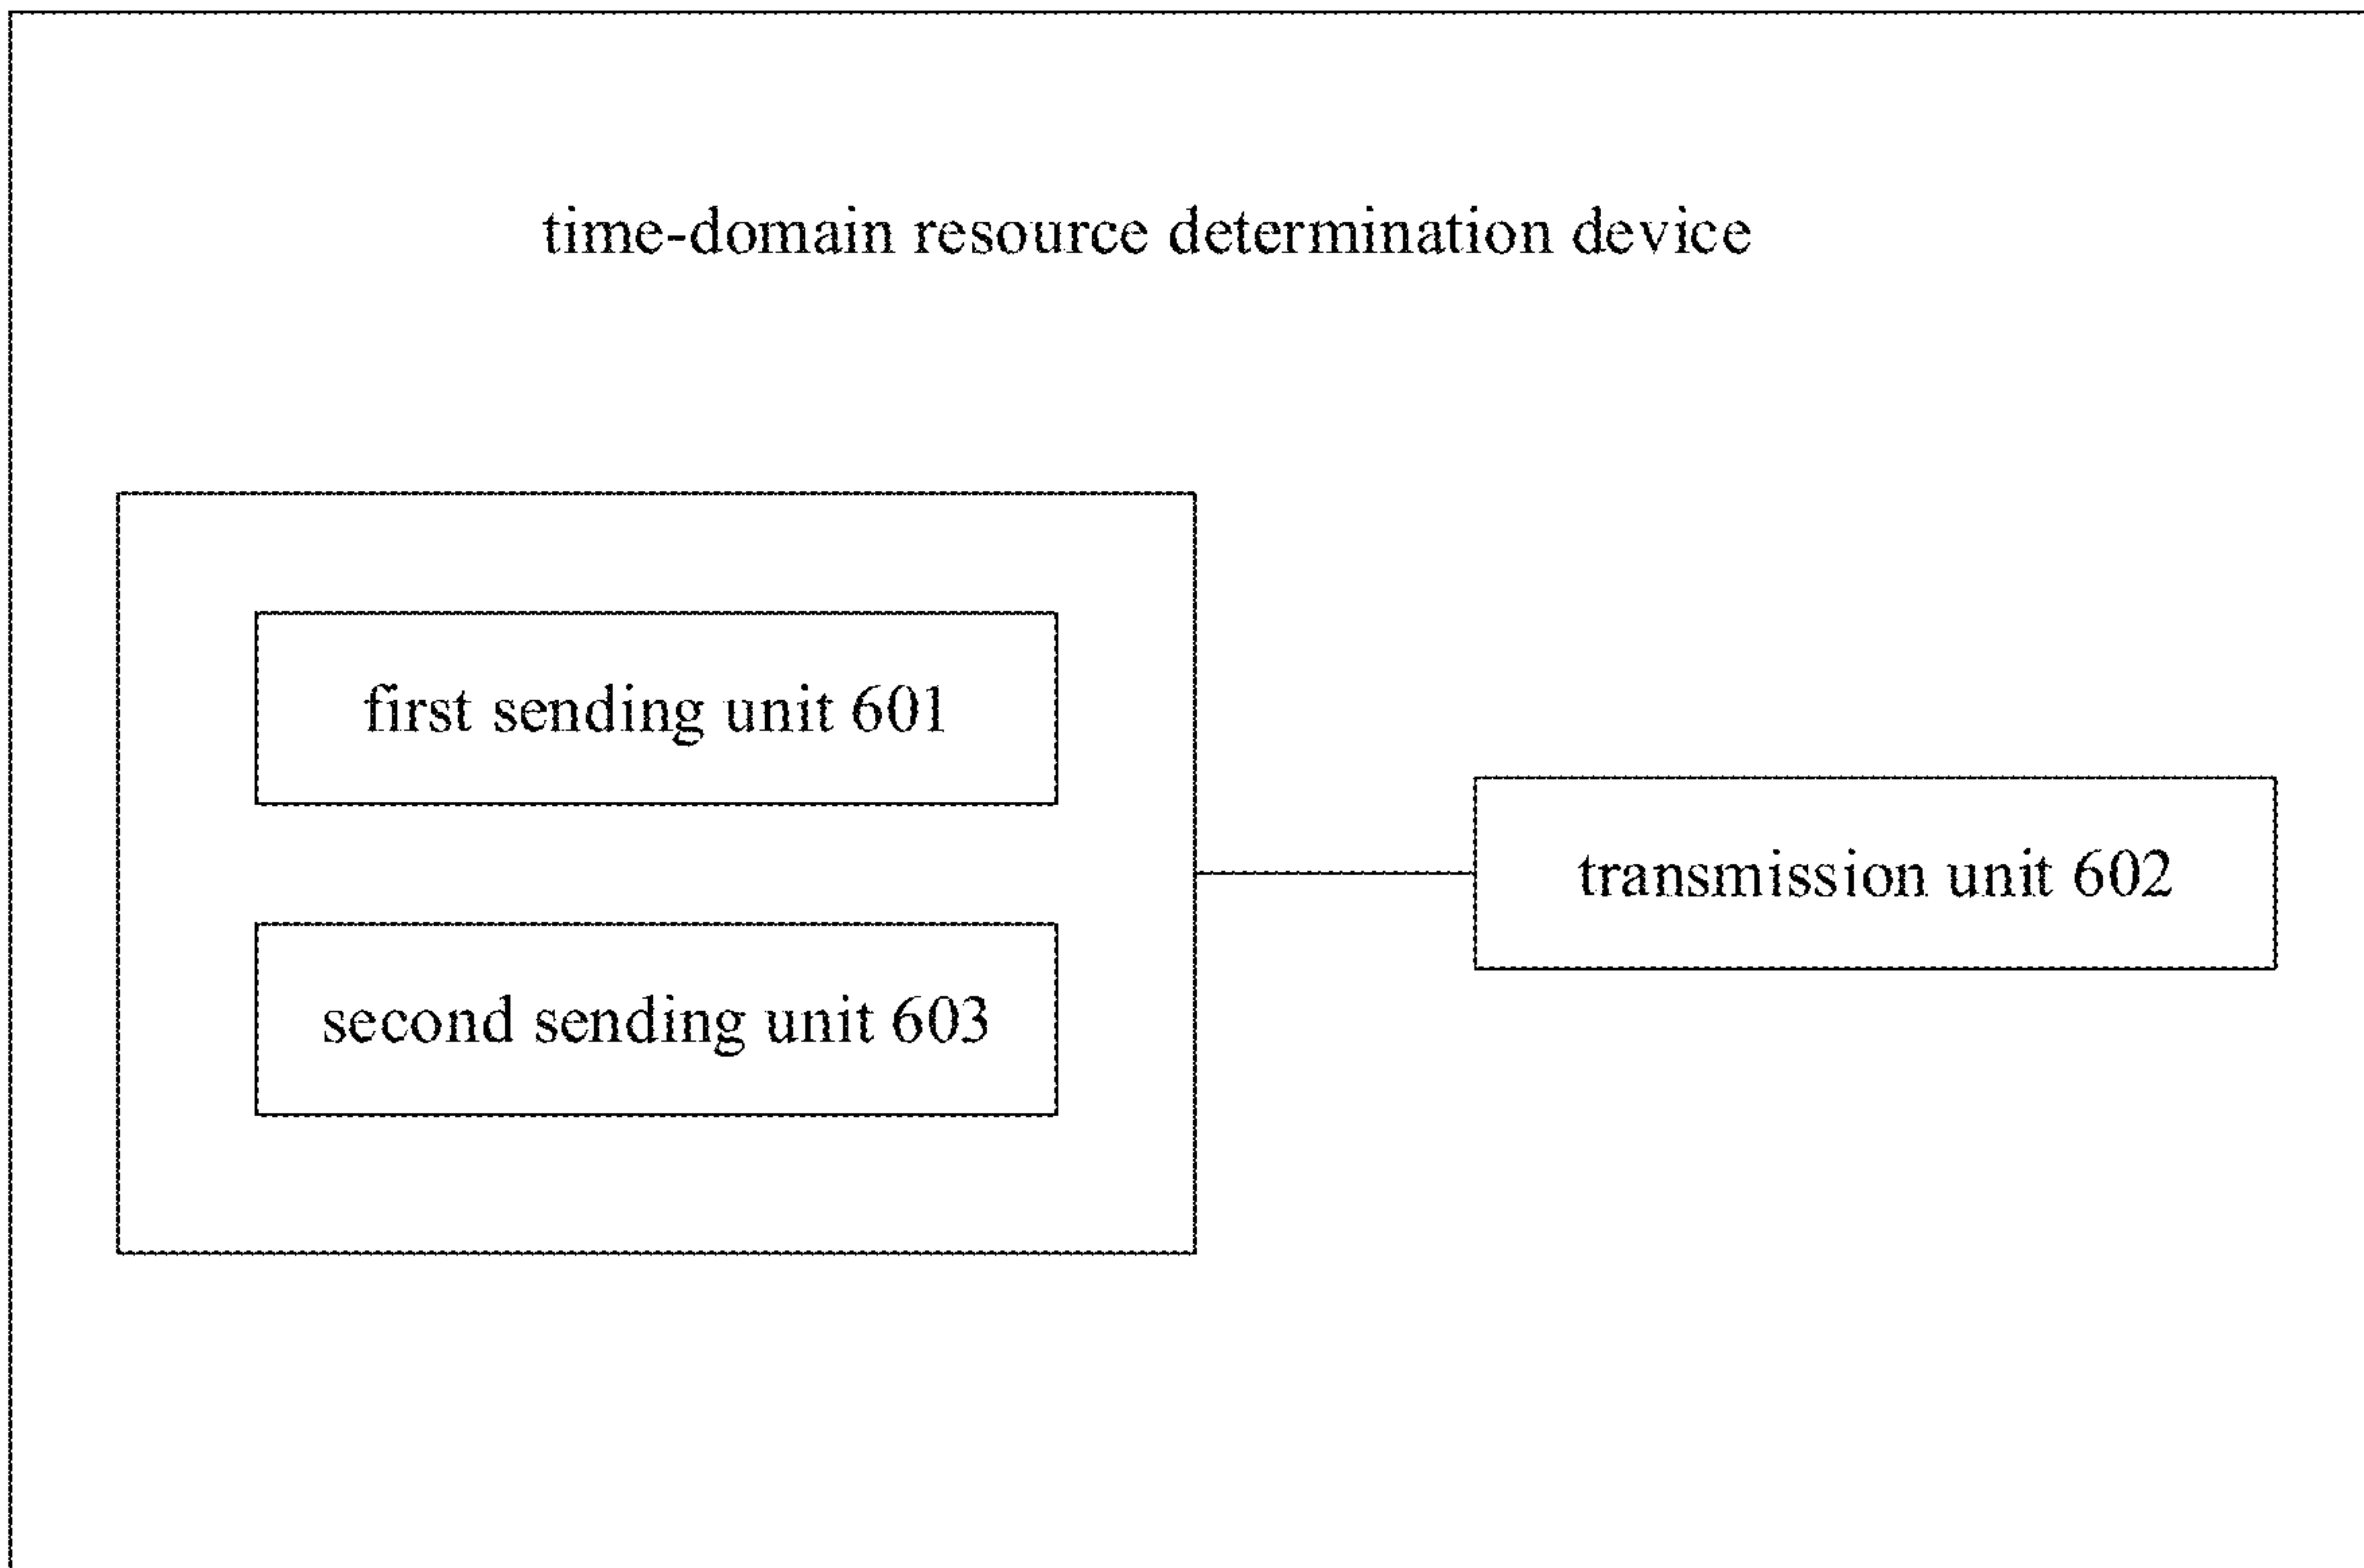 time-domain resource determination device
first sending unit 601
transmission unit 602
second sending unit 603